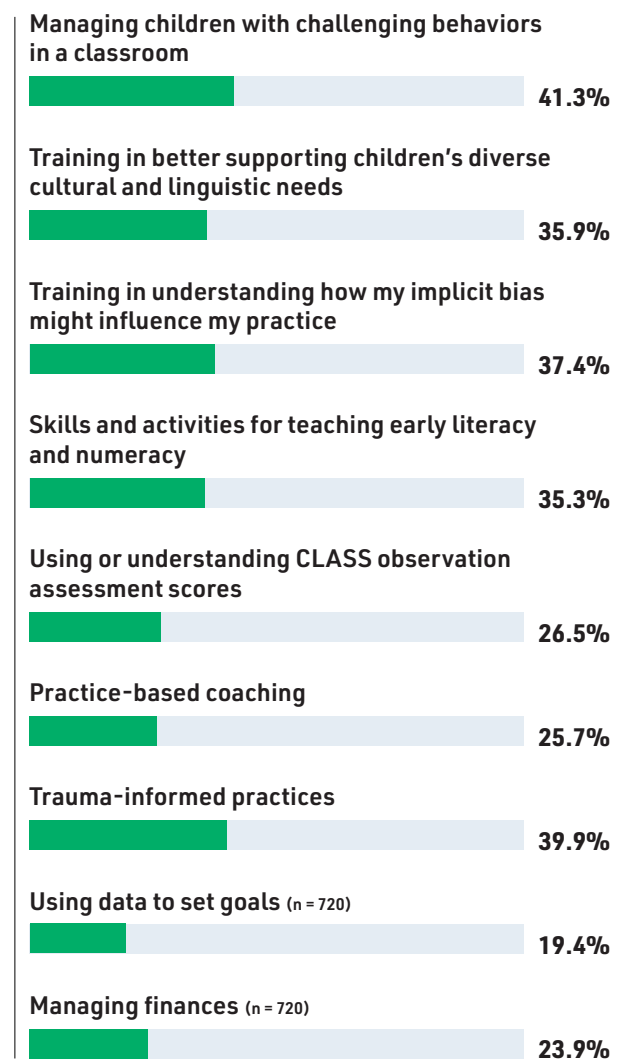 Managing children with challenging behaviors
in a classroom
41.3%
Training in better supporting children's diverse
cultural and linguistic needs
35.9%
Training in understanding how my implicit bias
might influence my practice
37.4%
Skills and activities for teaching early literacy
and numeracy
35.3%
Using or understanding CLASS observation
assessment scores
26.5%
Practice-based coaching
25.7%
Trauma-informed practices
39.9%
Using data to set goals (n = 720)
19.4%
Managing finances (n = 720)
23.9%